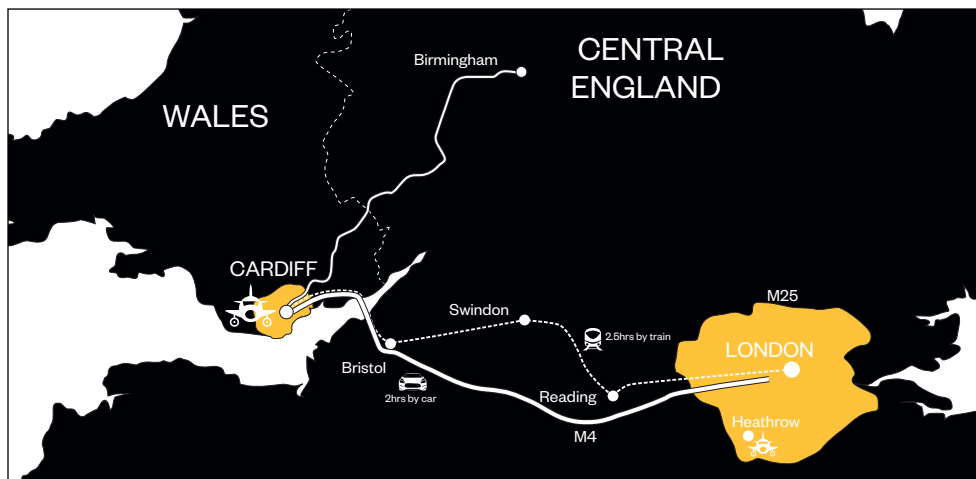 CENTRAL
ENGLAND
Birmingham
WALES
CARDIFF
M25
Swindon
2.5hrs by train
LONDON
Bristol
2hrs by car
Reading
Heathrow
M4